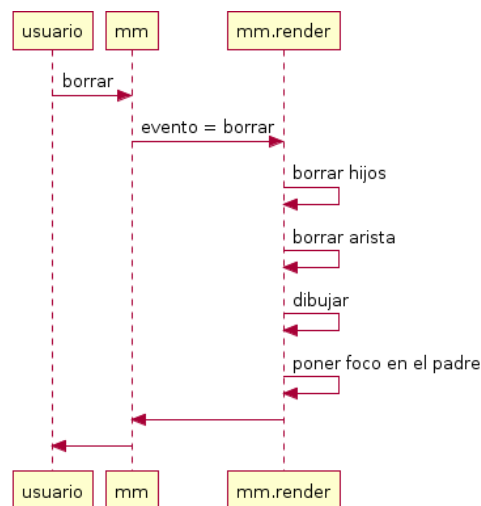 usuario mm mm.render
borrar
evento = borrar
borrar hijos
borrar arista
dibujar
poner foco en el padre
usuario mm mm.render